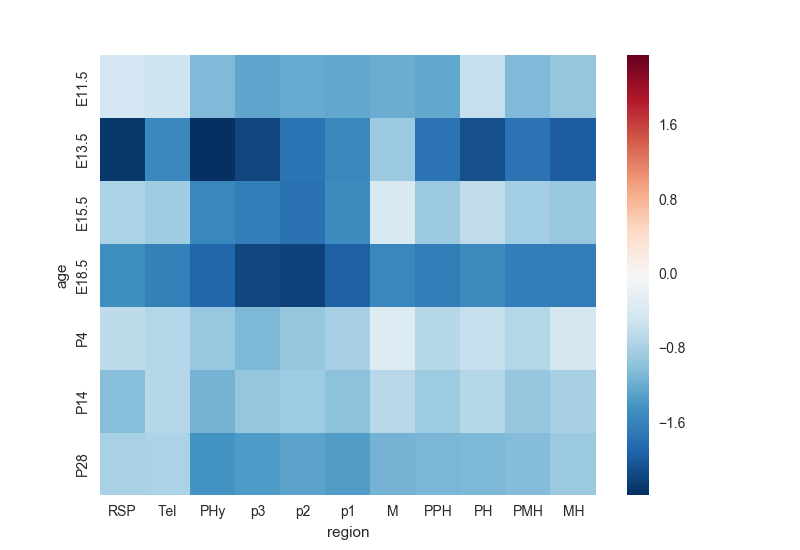 age
E11.5
E13.5
E15.5
E18.5
P4
P14
P28
RSP Tel PHy p3 p2 p1 M PPH PH PMH MH
region
1.6
0.8
0.0
−0.8
−1.6